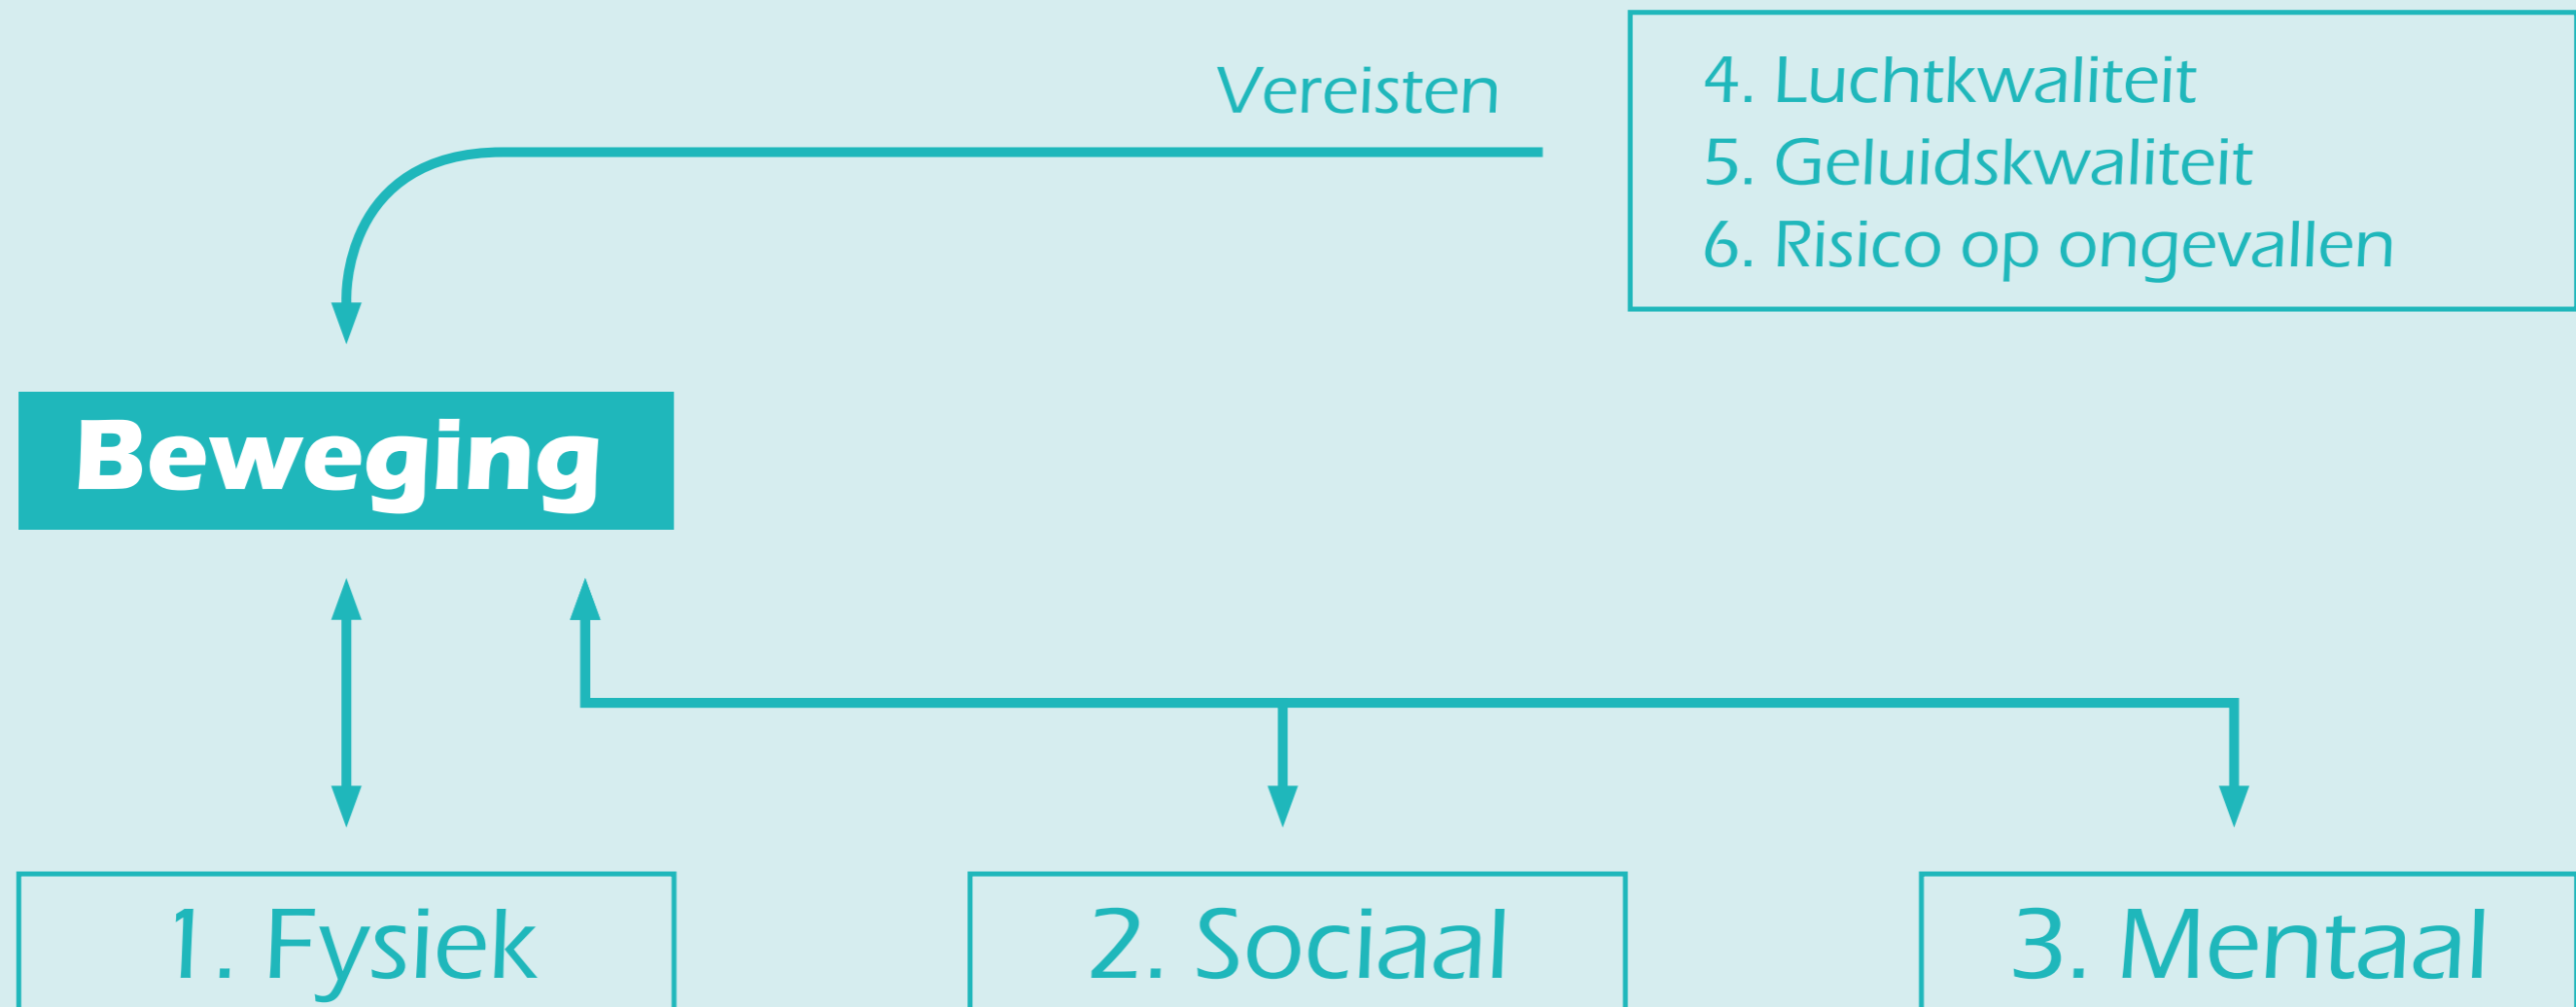 Vereisten
4. Luchtkwaliteit
5. Geluidskwaliteit
6. Risico op ongevallen
Beweging
1. Fysiek
2. Sociaal
3. Mentaal